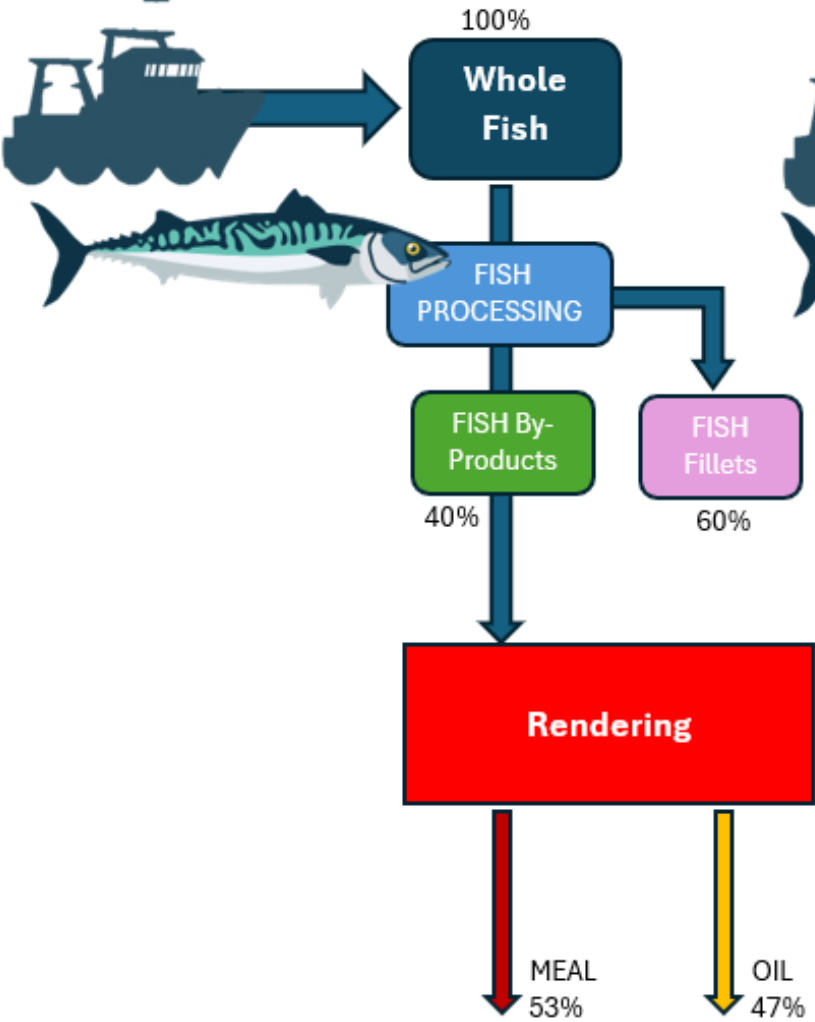 100%
Whole
Fish
FISH
PROCESSING
FISH By-
Products
FISH
Fillets
40%
60%
Rendering
MEAL
53%
OIL
47%